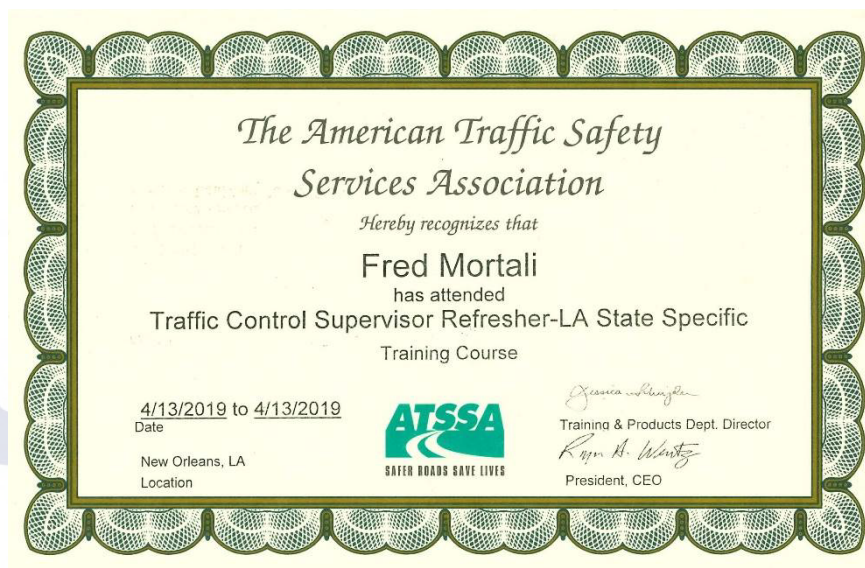 The American Traffic Safety
Services Association
Hereby recognizes that
Fred Mortali
has attended
Traffic Control Supervisor Refresher-LA State Specific
Training Course
4/13/2019 to 4/13/2019
Date
New Orleans, LA
Location
ATSSA
SAFER ROADS SAVE LIVES
Training & Products Dept. Director
President, CEO